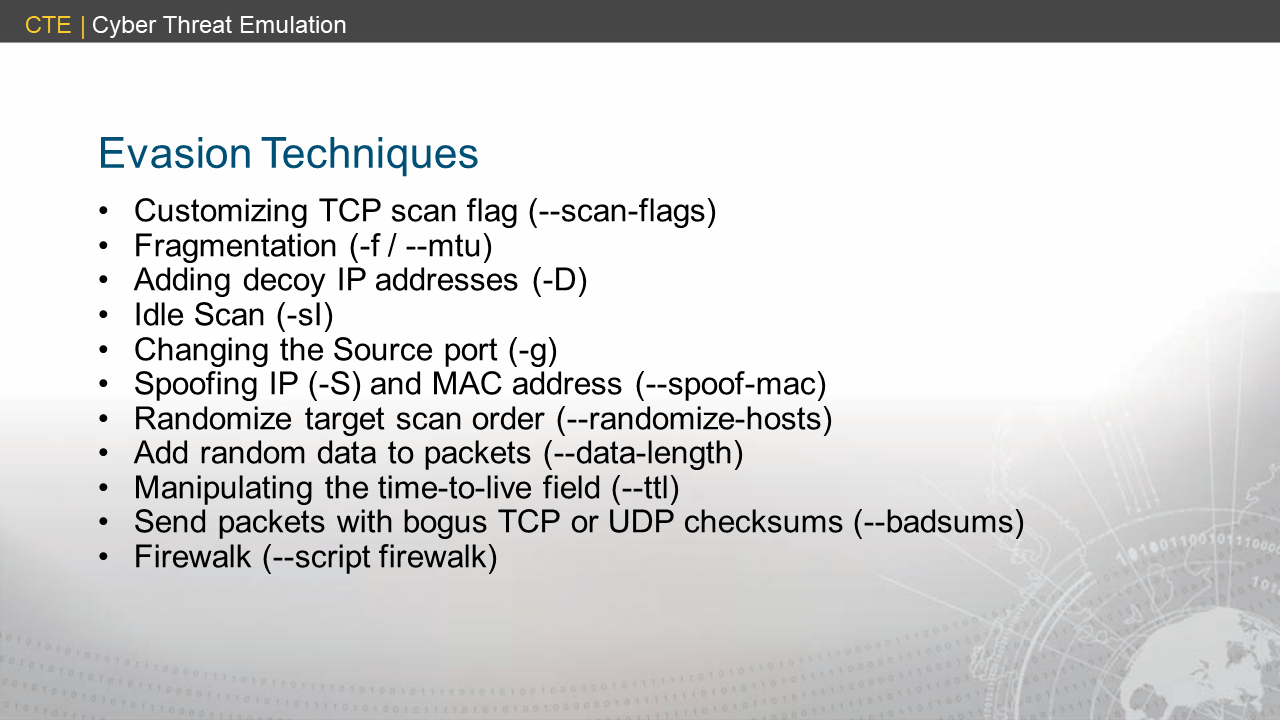 CTE | Cyber Threat Emulation
Evasion Techniques
• Customizing TCP scan flag (--scan-flags)
• Fragmentation (-f / --mtu)
• Adding decoy IP addresses (-D)
• Idle Scan (-sI)
• Changing the Source port (-g)
• Spoofing IP (-S) and MAC address (--spoof-mac)
• Randomize target scan order (--randomize-hosts)
• Add random data to packets (--data-length)
• Manipulating the time-to-live field (--ttl)
• Send packets with bogus TCP or UDP checksums (--badsums)
• Firewalk (--script firewalk)